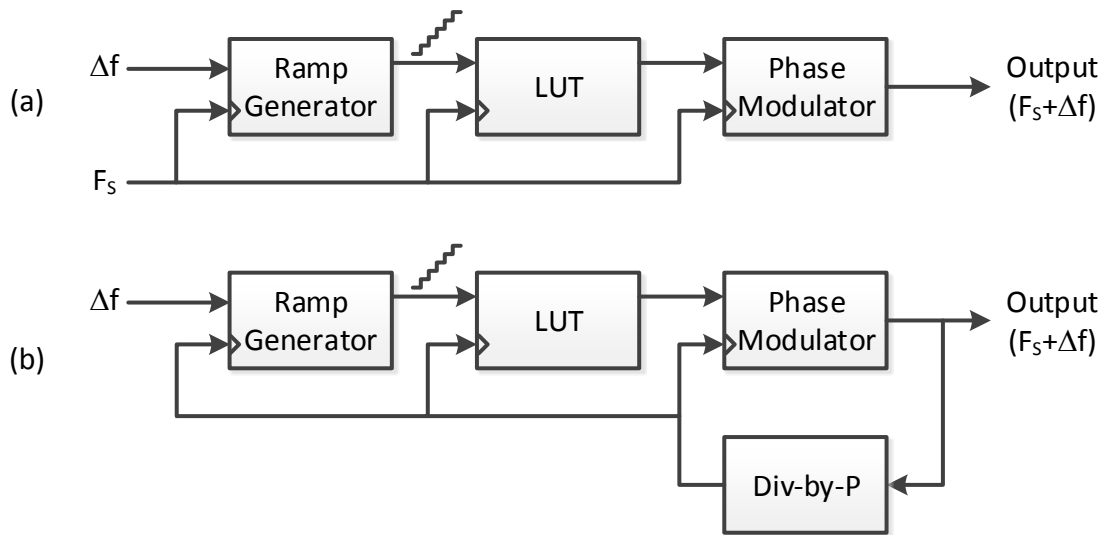 (a)
Δf
F_S
Ramp
Generator
LUT
Phase
Modulator
Output
(F_S+Δf)
(b)
Δf
Ramp
Generator
LUT
Phase
Modulator
Output
(F_S+Δf)
Div-by-P